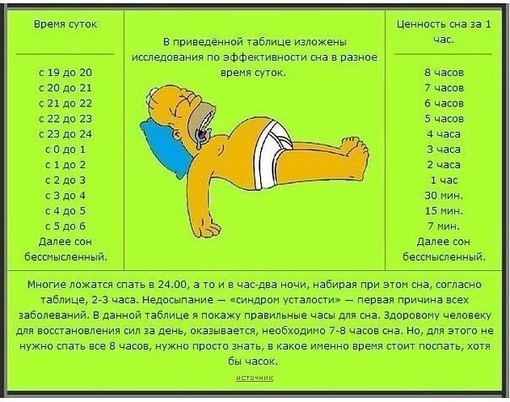 Время суток
В приведённой таблице изложены
исследования по эффективности сна в разное
время суток.
Ценность сна за 1
час.
с 19 до 20
8 часов
с 20 до 21
7 часов
с 21 до 22
6 часов
с 22 до 23
5 часов
с 23 до 24
4 часа
с 0 до 1
3 часа
с 1 до 2
2 часа
с 2 до 3
1 час
с 3 до 4
30 мин.
с 4 до 5
15 мин.
с 5 до 6
7 мин.
Далее сон
бессмысленный.
Далее сон
бессмысленный.
Многие ложатся спать в 24.00, а то и в час-два ночи, набирая при этом сна, согласно
таблице, 2-3 часа. Недосыпание — «синдром усталости» — первая причина всех
заболеваний. В данной таблице я покажу правильные часы для сна. Здоровому человеку
для восстановления сил за день, оказывается, необходимо 7-8 часов сна. Но, для этого не
нужно спать все 8 часов, нужно просто знать, в какое именно время стоит поспать, хотя
бы часок.
источник